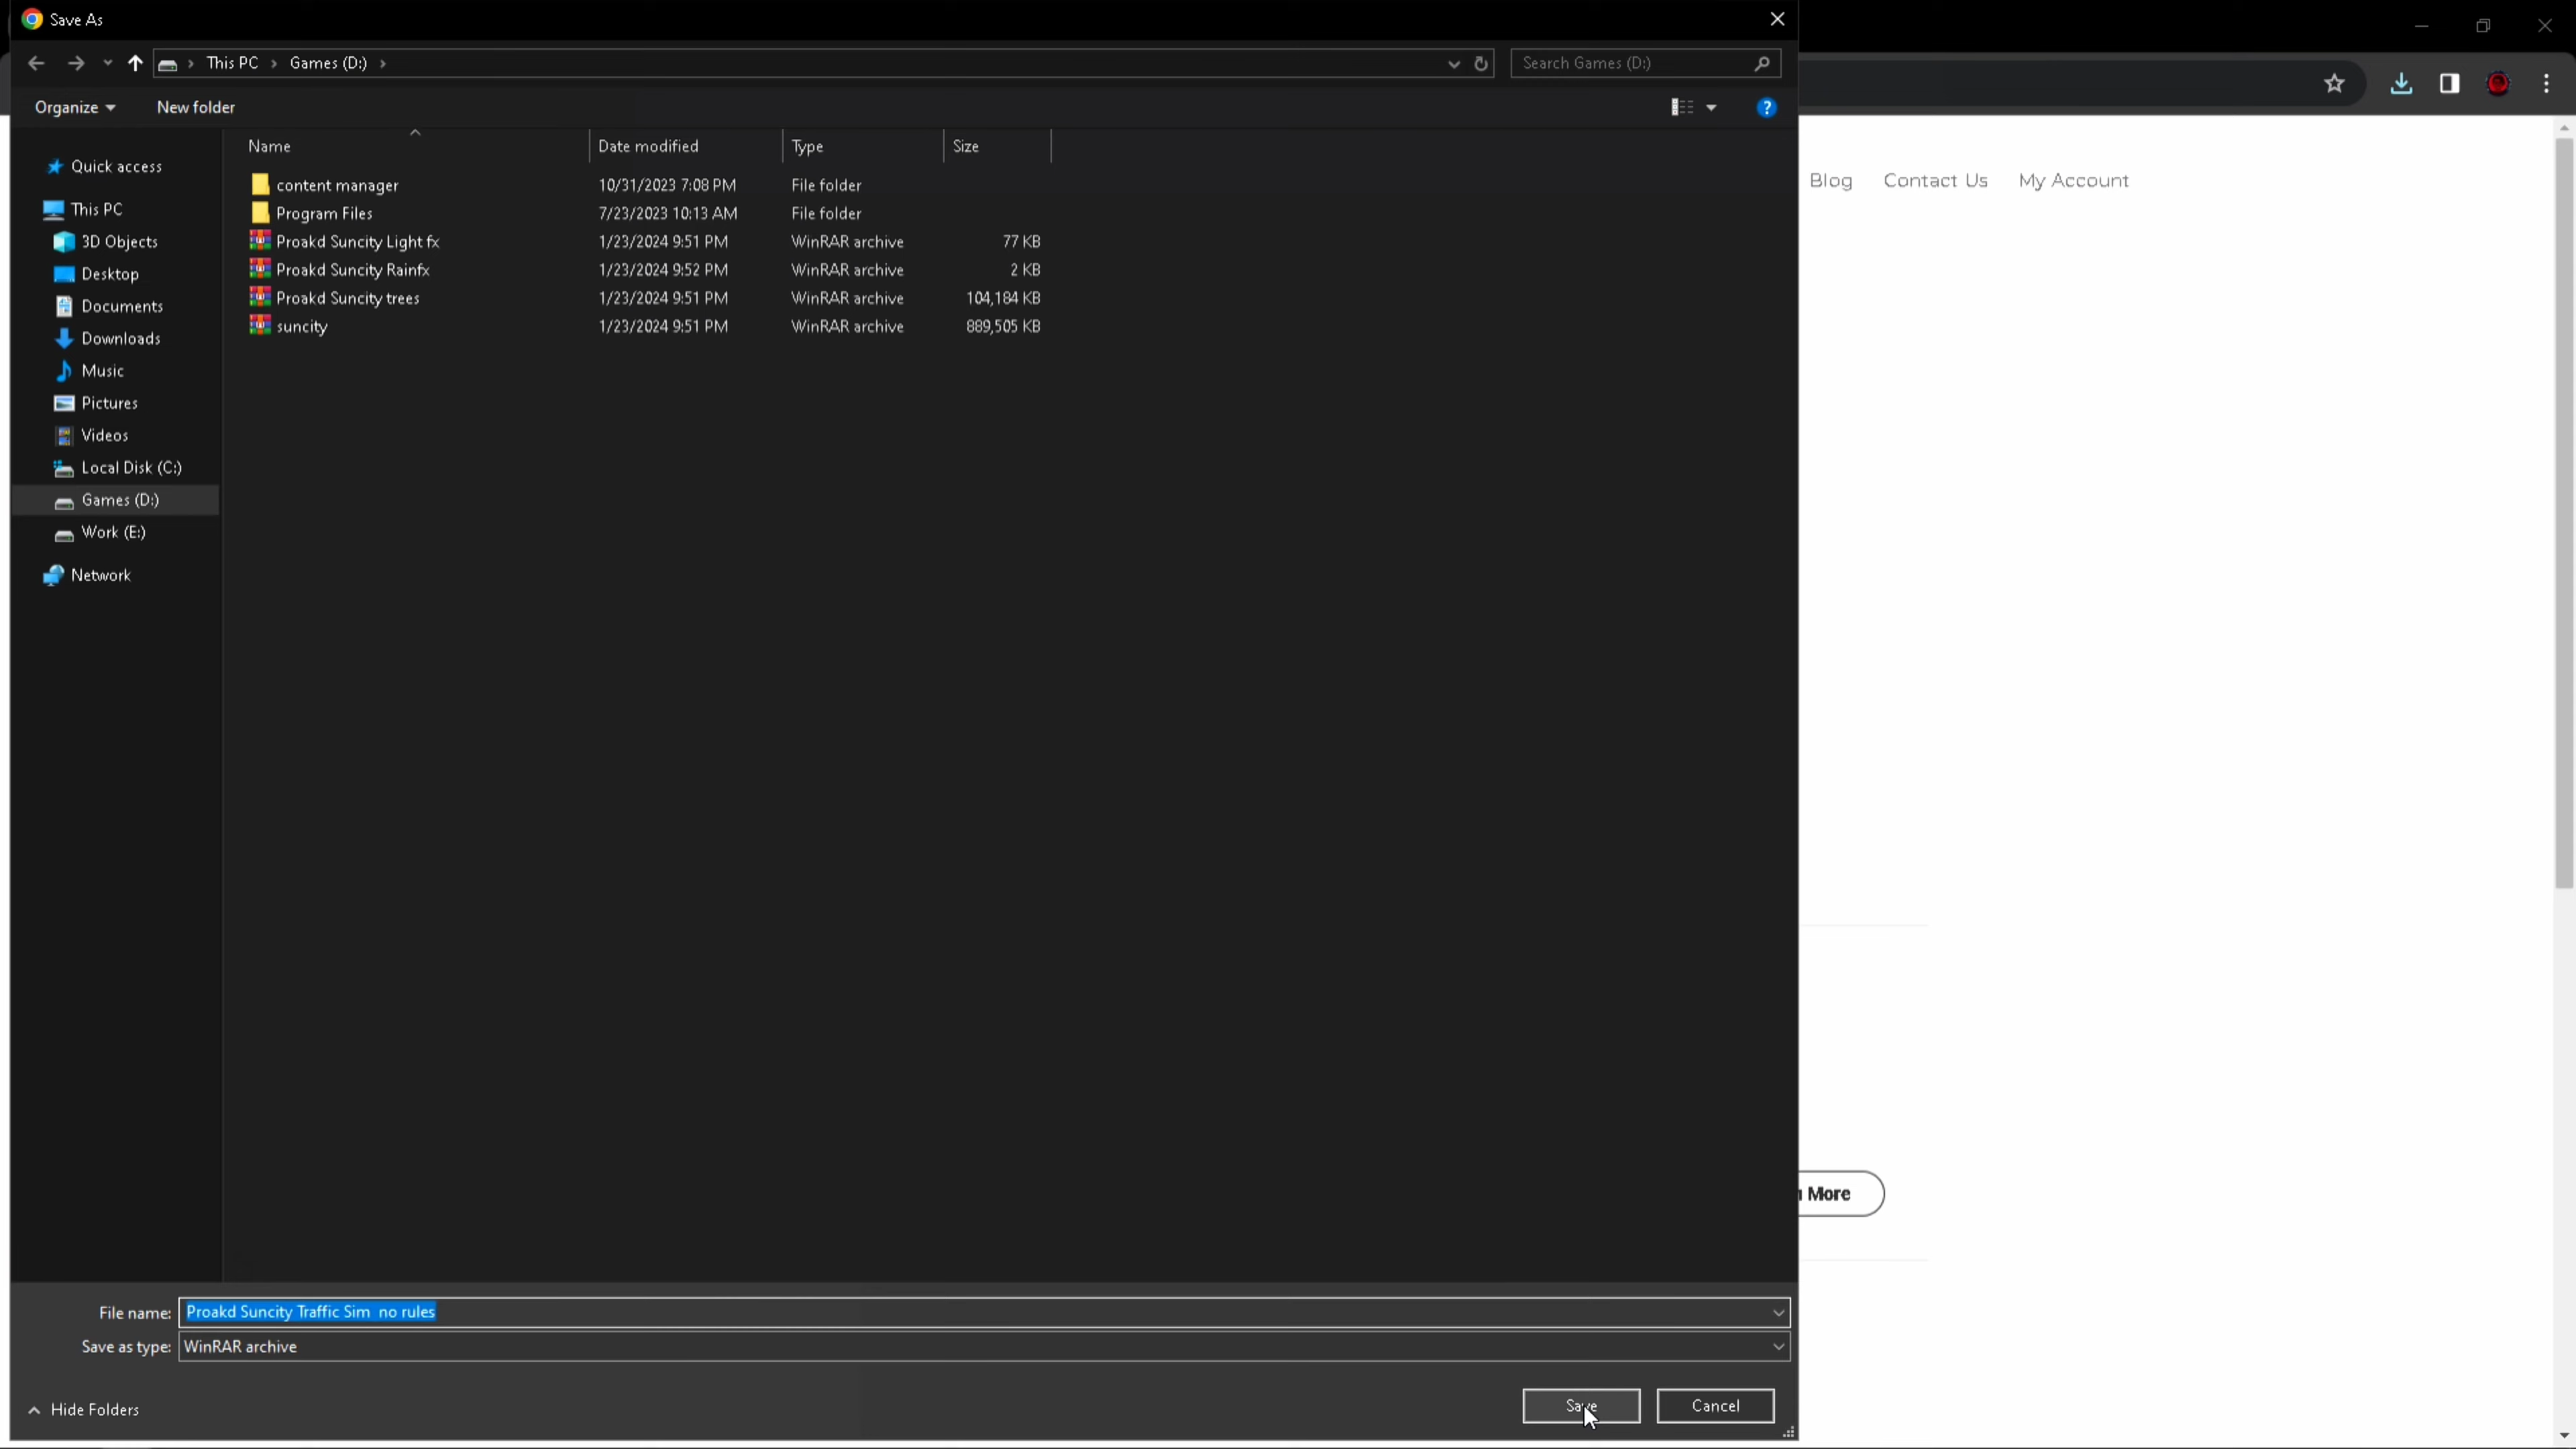 Save As
This PC > Games (D:) >
Search Games (D:)
Organize
New folder
Blog Contact Us My Account
Name Date modified Type Size
Quick access
This PC
3D Objects
Desktop
Documents
Downloads
Music
Pictures
Videos
Local Disk (C:)
Games (D:)
Work (E:)
Network
content manager 10/31/2023 7:08 PM File folder
Program Files 7/23/2023 10:13 AM File folder
Proakd Suncity Light fx 1/23/2024 9:51 PM WinRAR archive 77 KB
Proakd Suncity Rainfx 1/23/2024 9:52 PM WinRAR archive 2 KB
Proakd Suncity trees 1/23/2024 9:51 PM WinRAR archive 104,184 KB
suncity 1/23/2024 9:51 PM WinRAR archive 889,505 KB
More
File name: Proakd Suncity Traffic Sim no rules
Save as type: WinRAR archive
Hide Folders
Save Cancel